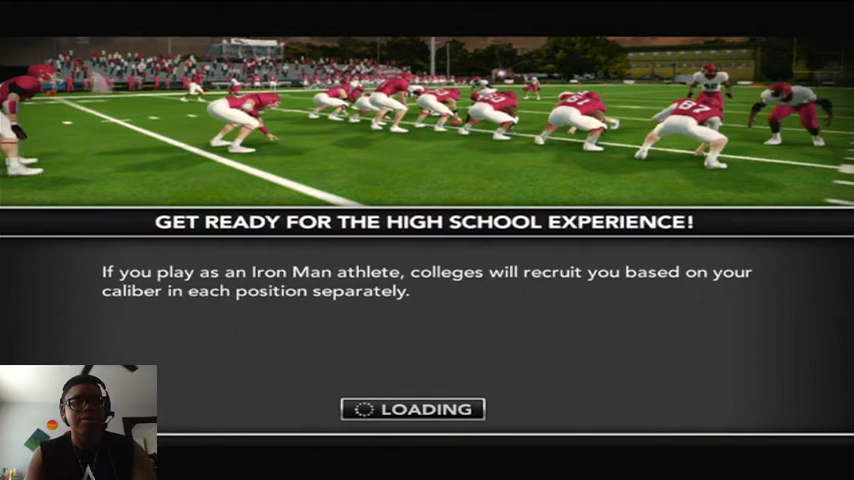 GET READY FOR THE HIGH SCHOOL EXPERIENCE!
If you play as an Iron Man athlete, colleges will recruit you based on your
caliber in each position separately.
LOADING